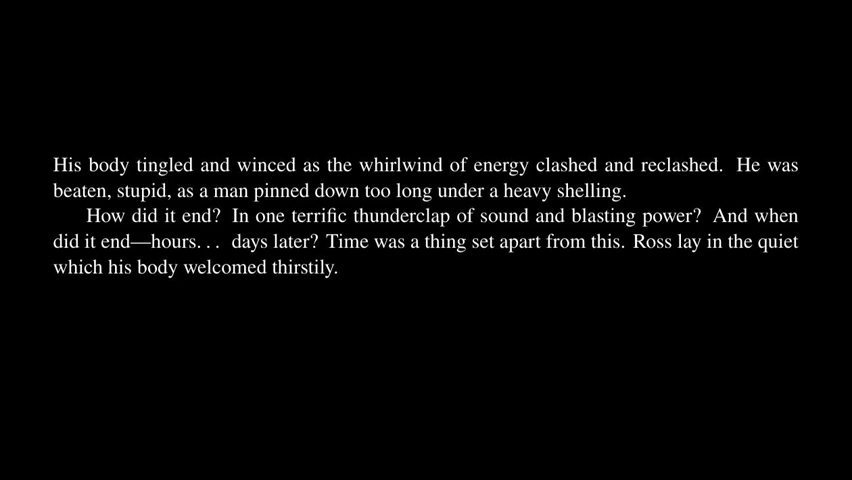 His body tingled and winced as the whirlwind of energy clashed and reclashed. He was
beaten, stupid, as a man pinned down too long under a heavy shelling.
How did it end? In one terrific thunderclap of sound and blasting power? And when
did it end—hours... days later? Time was a thing set apart from this. Ross lay in the quiet
which his body welcomed thirstily.